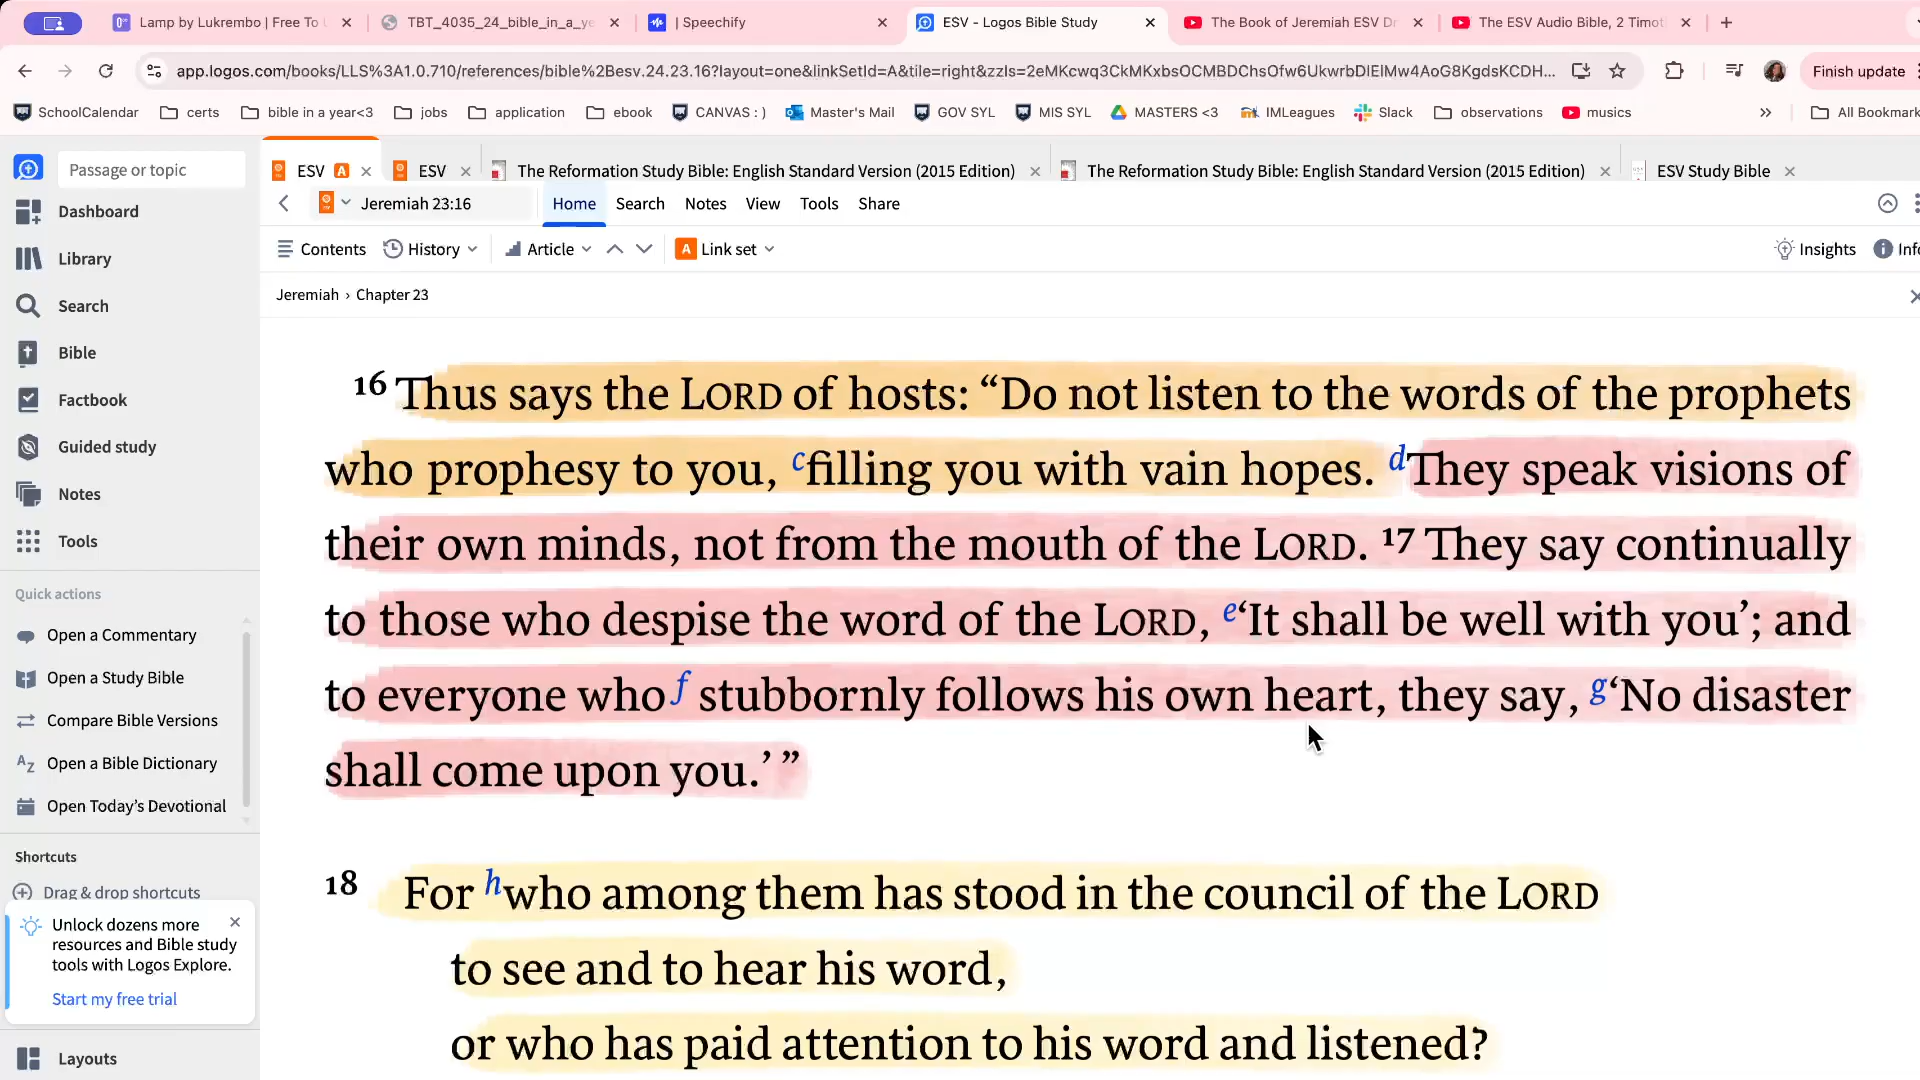 Lamp by Lukrembo | Free To U
TBT_4035_24_bible_in_a_ye
| Speechify
ESV - Logos Bible Study
The Book of Jeremiah ESV Dr
The ESV Audio Bible, 2 Timot
app.logos.com/books/LLS%3A1.0.710/references/bible%2Besv.24.23.16?layout=one&linkSetId=A&tile=right&zzls=2eMKcwq3CkMKxbsOCMBDChsOfw6UkwrbDlElMw4AoG8KgdsKCDH...
Finish update
SchoolCalendar
certs
bible in a year<3
jobs
application
ebook
CANVAS : )
Master's Mail
GOV SYL
MIS SYL
MASTERS <3
IMLeagues
Slack
observations
musics
»
All Bookmark
Passage or topic
ESV A
ESV
The Reformation Study Bible: English Standard Version (2015 Edition)
The Reformation Study Bible: English Standard Version (2015 Edition)
ESV Study Bible
Jeremiah 23:16
Home
Search
Notes
View
Tools
Share
Contents
History
Article
A Link set
Insights
Info
Jeremiah › Chapter 23
Dashboard
Library
Search
Bible
Factbook
Guided study
Notes
Tools
Quick actions
Open a Commentary
Open a Study Bible
Compare Bible Versions
Open a Bible Dictionary
Open Today's Devotional
Shortcuts
Drag & drop shortcuts
Unlock dozens more
resources and Bible study
tools with Logos Explore.
Start my free trial
Layouts
16 Thus says the LORD of hosts: “Do not listen to the words of the prophets
who prophesy to you, c filling you with vain hopes. d They speak visions of
their own minds, not from the mouth of the LORD. 17 They say continually
to those who despise the word of the LORD, e ‘It shall be well with you’; and
to everyone who f stubbornly follows his own heart, they say, g ‘No disaster
shall come upon you.’ ”
18 For h who among them has stood in the council of the LORD
to see and to hear his word,
or who has paid attention to his word and listened?